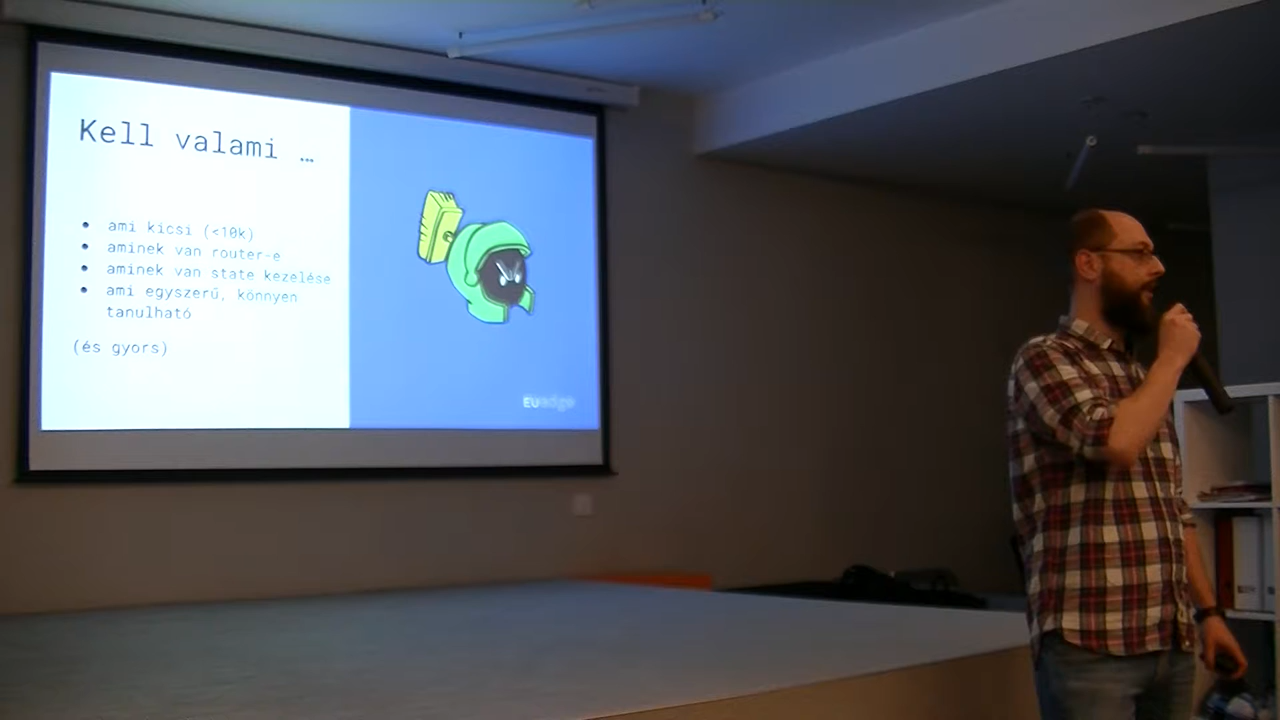 Kell valami …
• ami kicsi (<10k)
• aminek van router-e
• aminek van state kezelése
• ami egyszerű, könnyen
tanulható
(és gyors)
EUedge